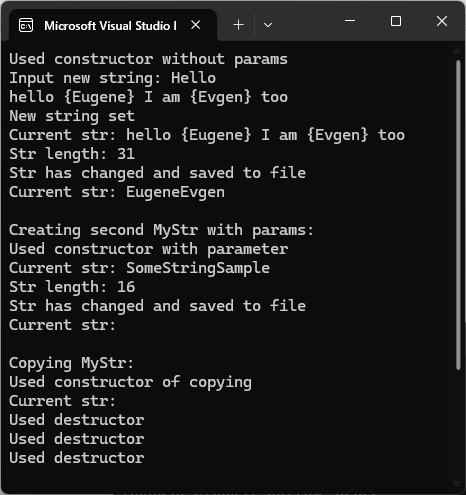 Microsoft Visual Studio I
Used constructor without params
Input new string: Hello
hello {Eugene} I am {Evgen} too
New string set
Current str: hello {Eugene} I am {Evgen} too
Str length: 31
Str has changed and saved to file
Current str: EugeneEvgen
Creating second MyStr with params:
Used constructor with parameter
Current str: SomeStringSample
Str length: 16
Str has changed and saved to file
Current str:
Copying MyStr:
Used constructor of copying
Current str:
Used destructor
Used destructor
Used destructor